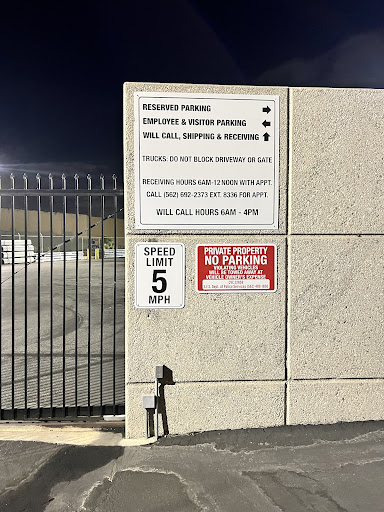 RESERVED PARKING
EMPLOYEE & VISITOR PARKING
WILL CALL, SHIPPING & RECEIVING
TRUCKS: DO NOT BLOCK DRIVEWAY OR GATE
RECEIVING HOURS 6AM-12 NOON WITH APPT.
CALL (562) 692-2373 EXT. 8336 FOR APPT.
WILL CALL HOURS 6AM - 4PM
SPEED
LIMIT
5
MPH
PRIVATE PROPERTY
NO PARKING
VIOLATING VEHICLES
WILL BE TOWED AWAY AT
VEHICLE OWNER'S EXPENSE